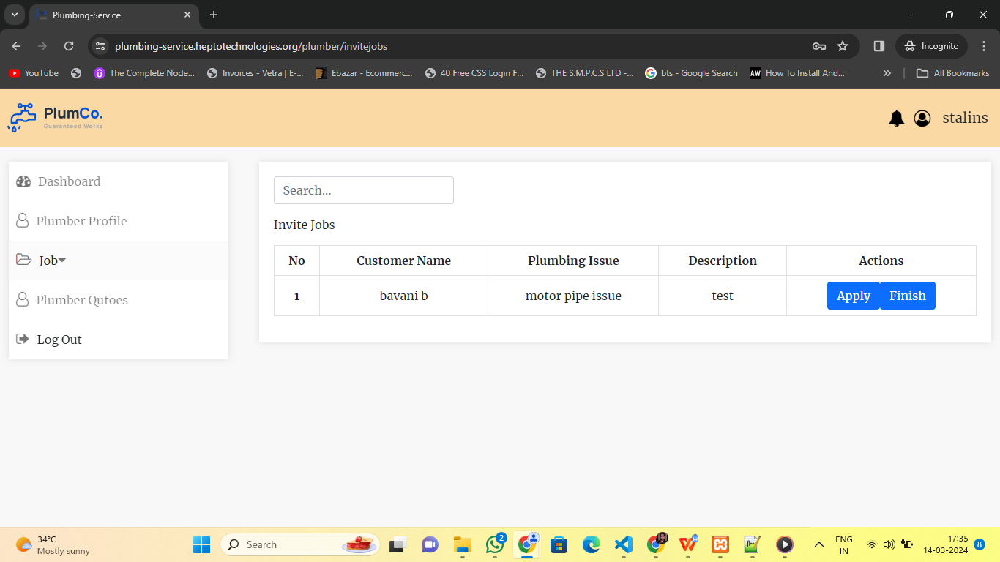 Plumbing-Service
plumbing-service.heptotechnologies.org/plumber/invitejobs
Incognito
YouTube
The Complete Node...
Invoices - Vetra | E-...
Ebazar - Ecommerc...
40 Free CSS Login F...
THE S.M.P.C.S LTD -...
bts - Google Search
AW How To Install And...
»
All Bookmarks
PlumCo.
Guaranteed Works
stalins
Dashboard
Plumber Profile
Job
Plumber Qutoes
Log Out
Search...
Invite Jobs
No Customer Name Plumbing Issue Description Actions
1 bavani b motor pipe issue test Apply Finish
34°C
Mostly sunny
Search
2
ENG
IN
17:35
14-03-2024
8